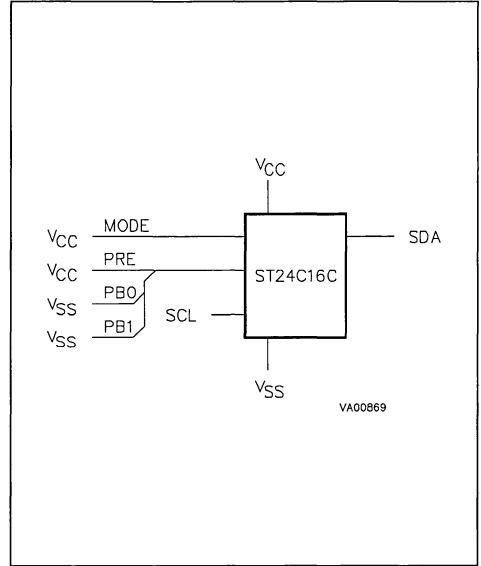 VCC
VCC MODE
SDA
VCC PRE
ST24C16C
VSS PB0
SCL
VSS PB1
VSS
VA00869